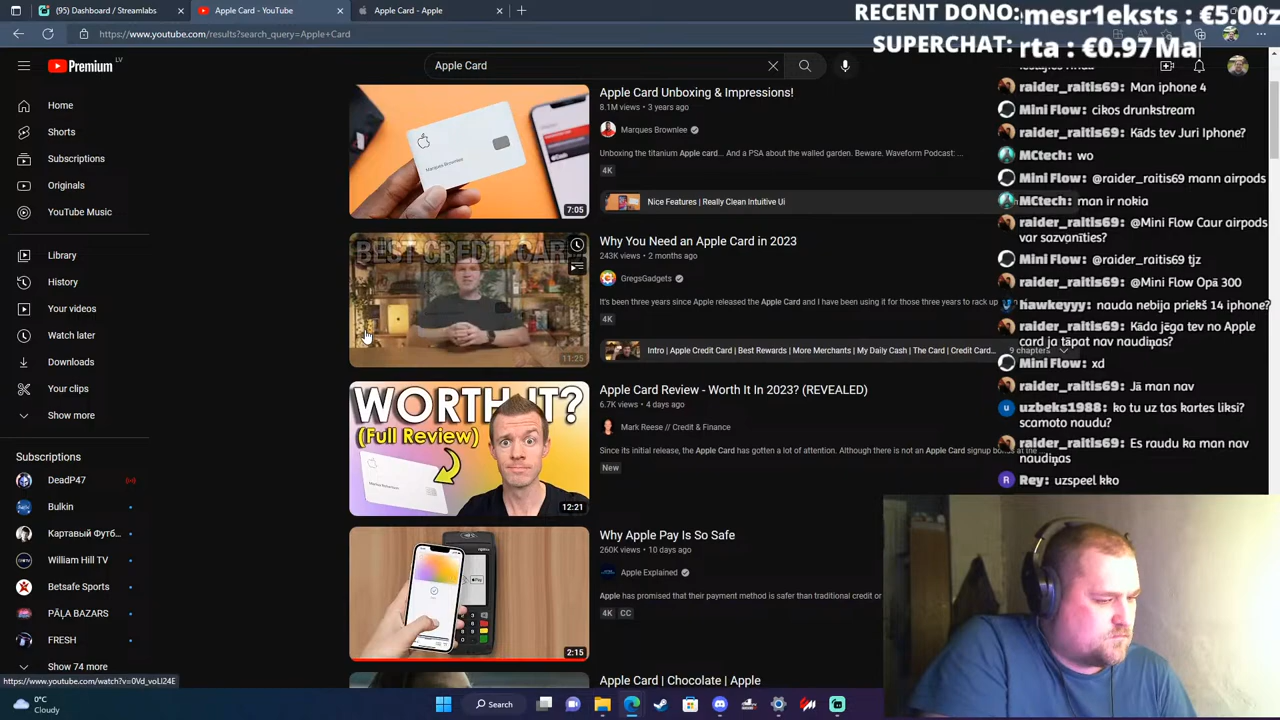 (95) Dashboard / Streamlabs
Apple Card - YouTube
Apple Card - Apple
https://www.youtube.com/results?search_query=Apple+Card
RECENT DONO: mesr1eksts : €5.00z
SUPERCHAT: rta : €0.97 Ma
Premium
LV
Apple Card
Home
Shorts
Subscriptions
Originals
YouTube Music
Library
History
Your videos
Watch later
Downloads
Your clips
Show more
Subscriptions
DeadP47
Bulkin
Картавый Футб...
William Hill TV
Betsafe Sports
PĀĻA BAZARS
FRESH
Show 74 more
https://www.youtube.com/watch?v=0Vd_voLI24E
7:05
Apple Card Unboxing & Impressions!
8.1M views • 3 years ago
Marques Brownlee
Unboxing the titanium Apple card... And a PSA about the walled garden. Beware. Waveform Podcast: ...
4K
Nice Features | Really Clean Intuitive Ui
BEST CREDIT CAR
11:25
Why You Need an Apple Card in 2023
243K views • 2 months ago
GregsGadgets
It's been three years since Apple released the Apple Card and I have been using it for those three years to rack up
4K
Intro | Apple Credit Card | Best Rewards | More Merchants | My Daily Cash | The Card | Credit Card...
9 chapters
WORTH IT?
(Full Review)
12:21
Apple Card Review - Worth It In 2023? (REVEALED)
6.7K views • 4 days ago
Mark Reese // Credit & Finance
Since its initial release, the Apple Card has gotten a lot of attention. Although there is not an Apple Card signup bonus at the ...
New
2:15
Why Apple Pay Is So Safe
260K views • 10 days ago
Apple Explained
Apple has promised that their payment method is safer than traditional credit or
4K
CC
Apple Card | Chocolate | Apple
raider_raitis69: Man iphone 4
Mini Flow: cikos drunkstream
raider_raitis69: Kāds tev Juri Iphone?
MCtech: wo
Mini Flow: @raider_raitis69 mann airpods
MCtech: man ir nokia
raider_raitis69: @Mini Flow Caur airpods
var sazvanīties?
Mini Flow: @raider_raitis69 tjz
raider_raitis69: @Mini Flow Opā 300
hawkeyyy: nauda nebija priekš 14 iphone?
raider_raitis69: Kāda jēga tev no Apple
card ja tāpat nav naudiņas?
Mini Flow: xd
raider_raitis69: Jā man nav
uzbeks1988: ko tu uz tas kartes liksi?
scamoto naudu?
raider_raitis69: Es raudu ka man nav
naudiņas
Rey: uzspeel kko
0°C
Cloudy
Search